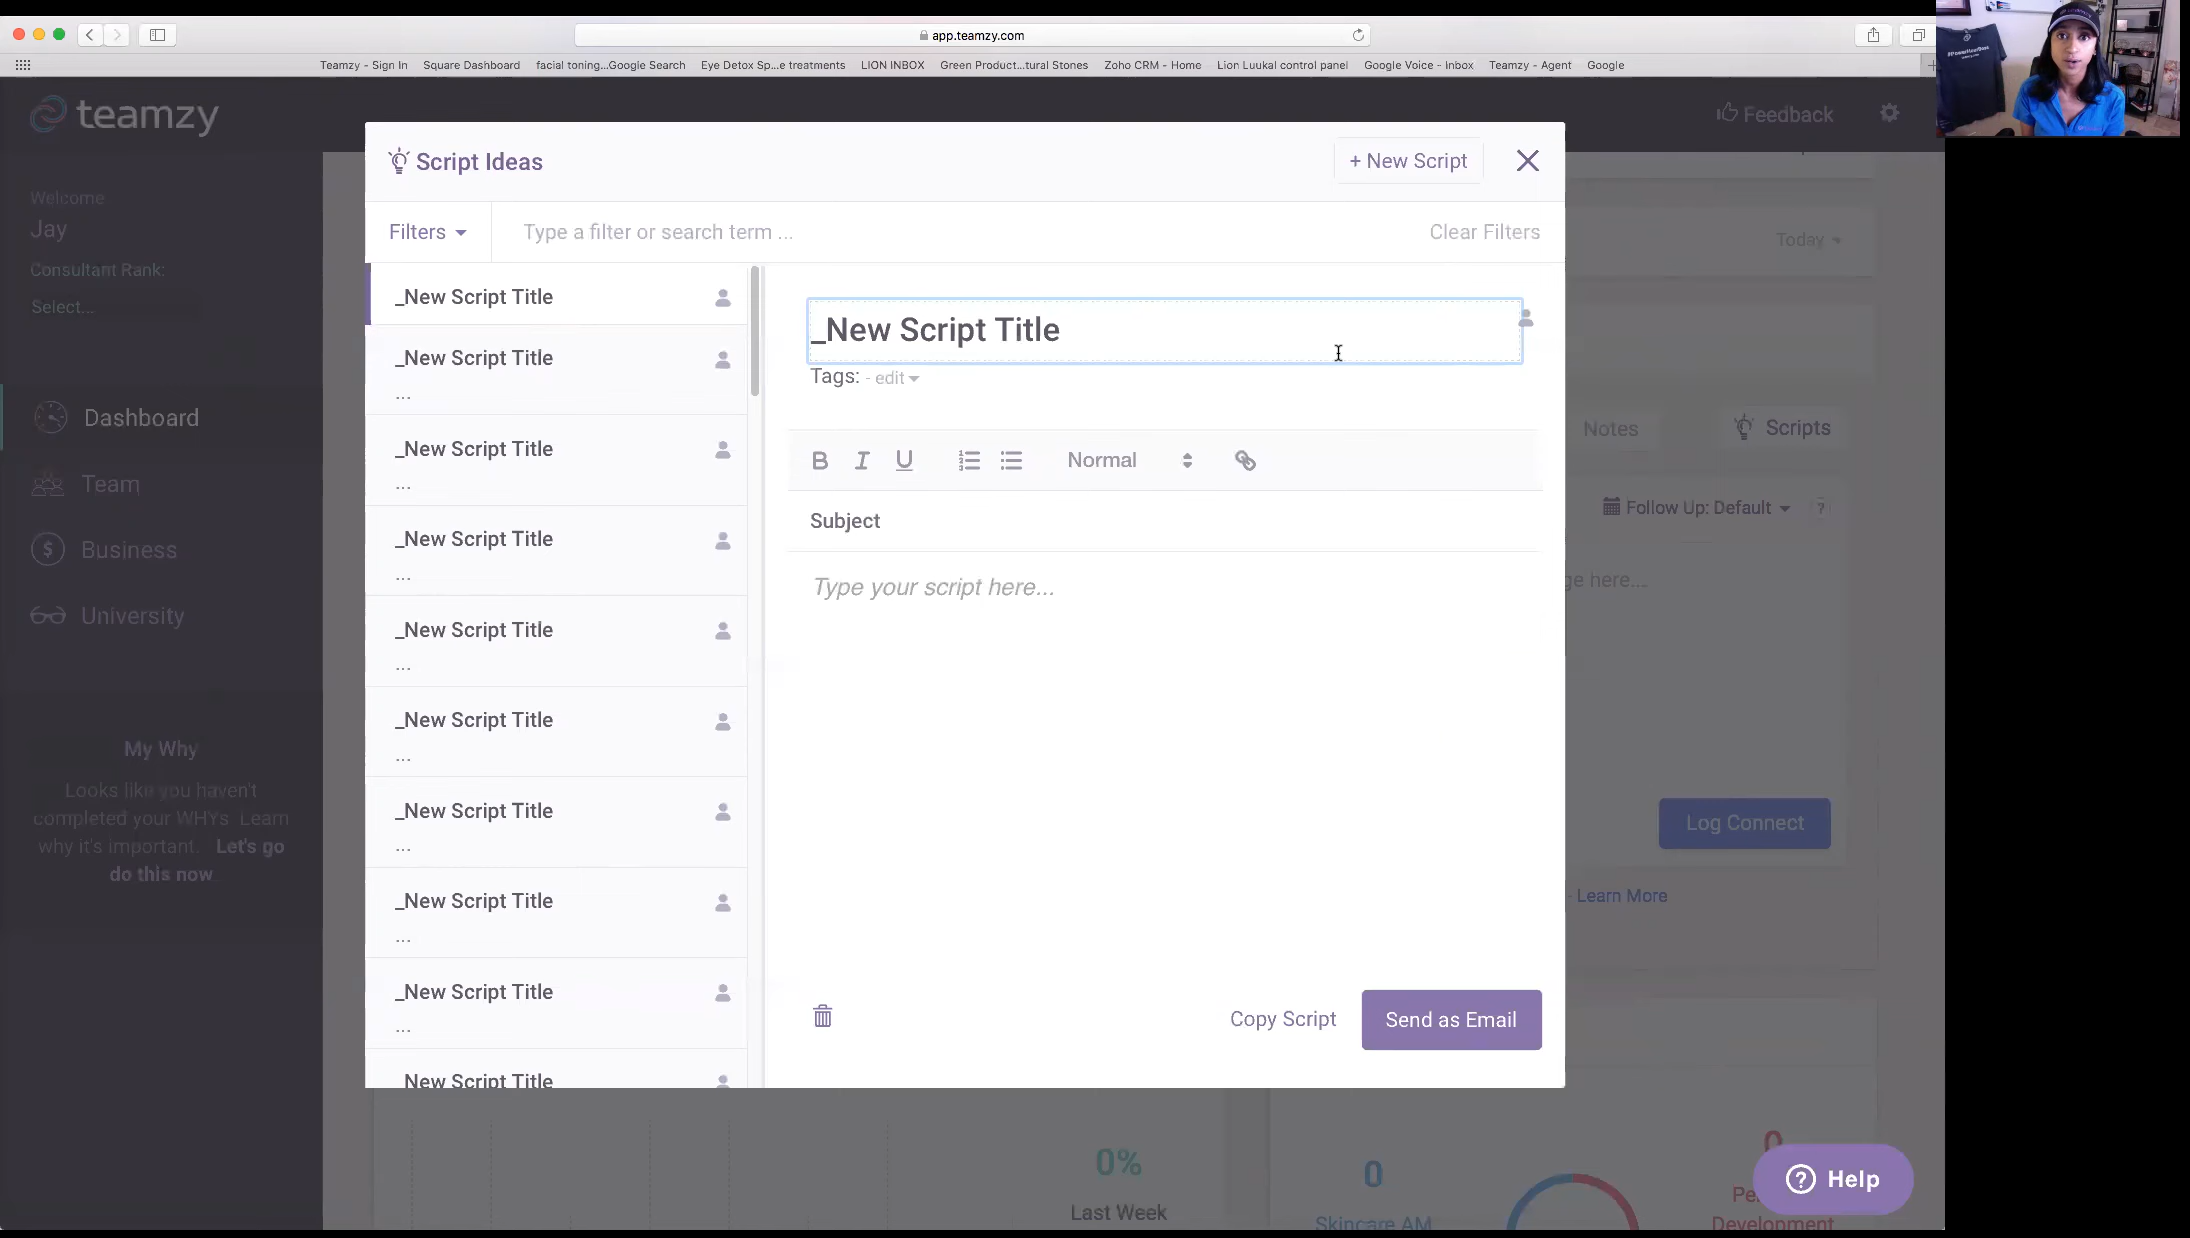 app.teamzy.com
Teamzy - Sign In Square Dashboard facial toning...Google Search Eye Detox Sp...e treatments LION INBOX Green Product...tural Stones Zoho CRM - Home Lion Luukal control panel Google Voice - Inbox Teamzy - Agent Google
teamzy
Feedback
Welcome
Jay
Consultant Rank:
Select...
Dashboard
Team
Business
University
My Why
Looks like you haven't
completed your WHYs. Learn
why it's important. Let's go
do this now
Script Ideas
+ New Script
Filters
Type a filter or search term ...
Clear Filters
_New Script Title
_New Script Title
...
_New Script Title
...
_New Script Title
...
_New Script Title
...
_New Script Title
...
_New Script Title
...
_New Script Title
...
_New Script Title
...
_New Script Title
_New Script Title
Tags: - edit
B I U
Normal
Subject
Type your script here...
Copy Script
Send as Email
Today
Notes
Scripts
Follow Up: Default ?
ge here...
Log Connect
Learn More
0%
Last Week
0
Skincare AM
0
Development
? Help